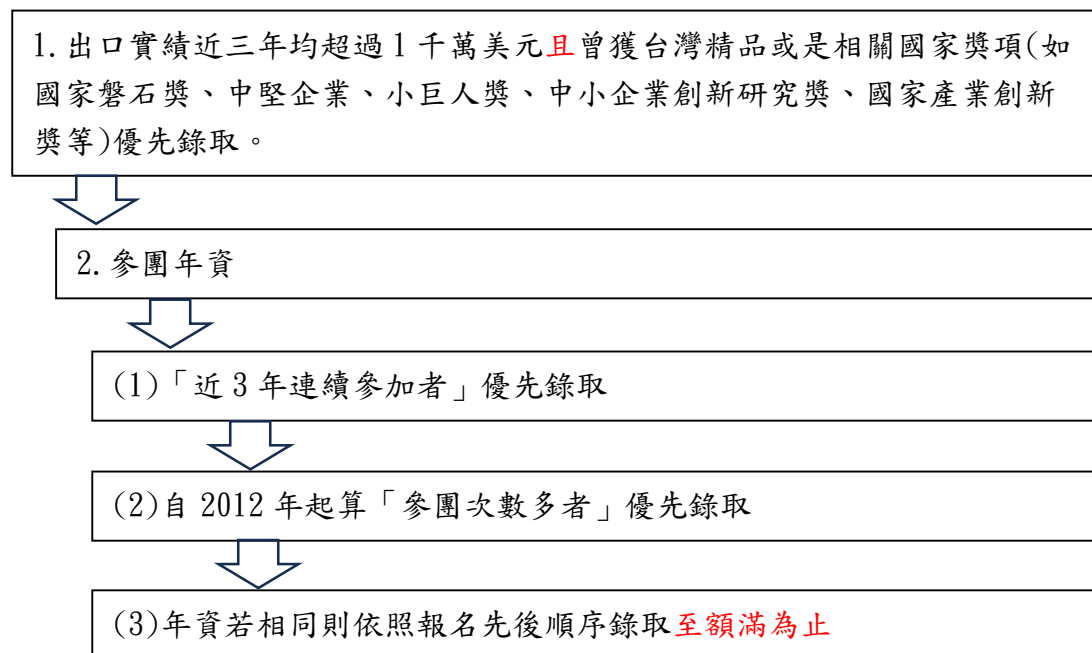 1.出口實績近三年均超過1千萬美元且曾獲台灣精品或是相關國家獎項(如
國家磐石獎、中堅企業、小巨人獎、中小企業創新研究獎、國家產業創新
獎等)優先錄取。
2.參團年資
(1)「近3年連續參加者」優先錄取
(2)自2012年起算「參團次數多者」優先錄取
(3)年資若相同則依照報名先後順序錄取至額滿為止